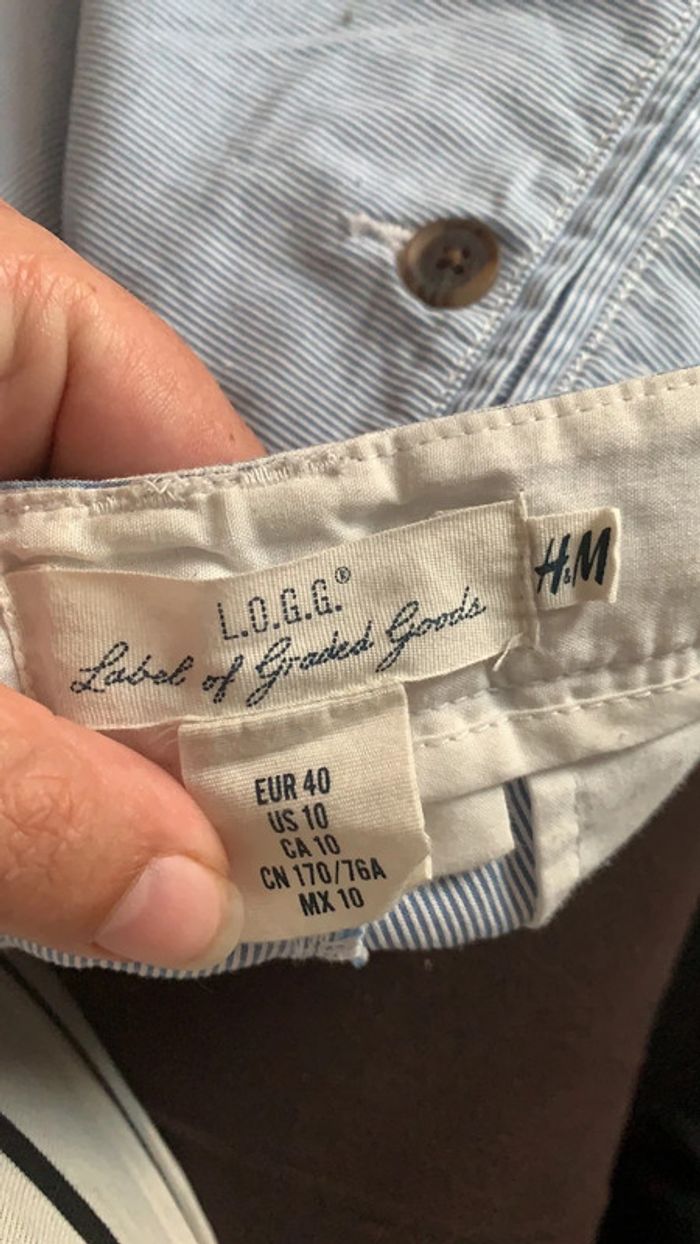 L.O.G.G.®
Label of Graded Goods
H&M
EUR 40
US 10
CA 10
CN 170/76A
MX 10